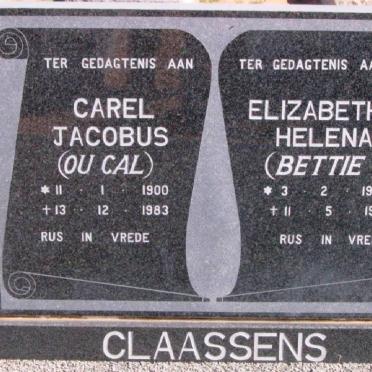 TER GEDAGTENIS AAN
CAREL
JACOBUS
(OU CAL)
* 11 · 1 · 1900
+ 13 · 12 · 1983
RUS IN VREDE
TER GEDAGTENIS
ELIZABETH
HELENA
(BETTIE
* 3 · 2 ·
+ 11 · 5 ·
RUS IN
CLAASSENS